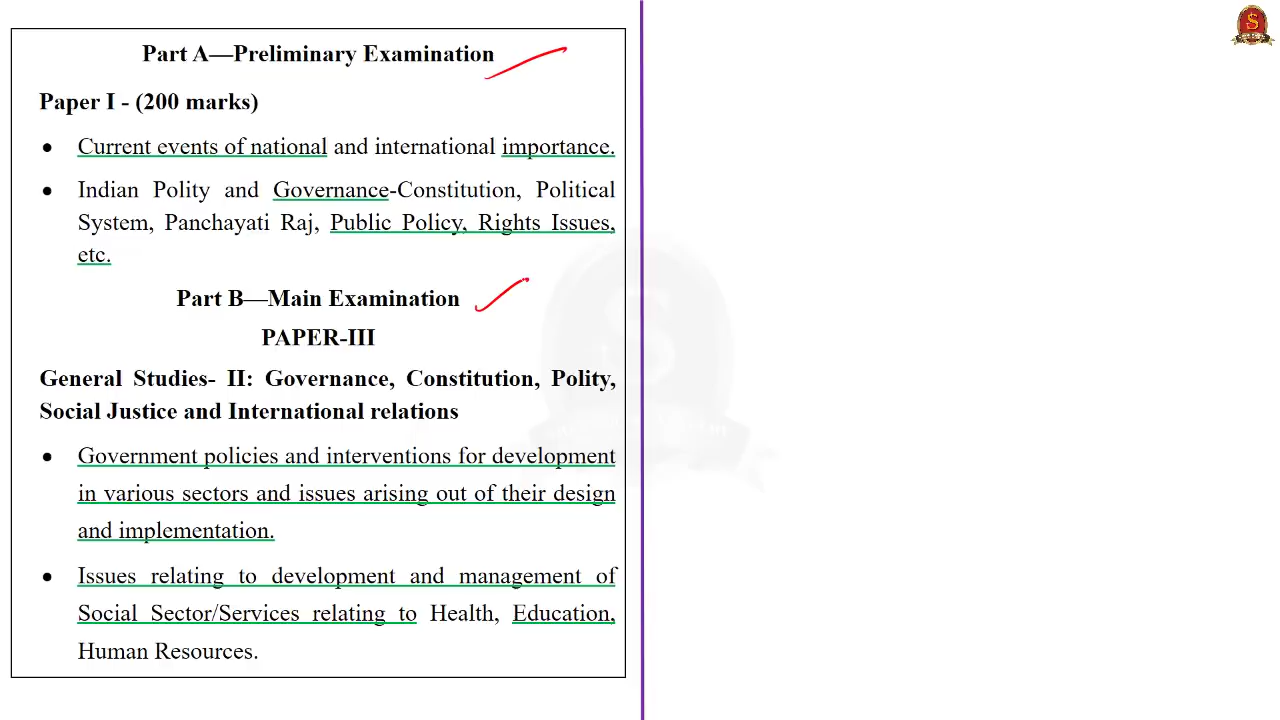 Part A—Preliminary Examination
Paper I - (200 marks)
• Current events of national and international importance.
• Indian Polity and Governance-Constitution, Political
System, Panchayati Raj, Public Policy, Rights Issues,
etc.
Part B—Main Examination
PAPER-III
General Studies- II: Governance, Constitution, Polity,
Social Justice and International relations
• Government policies and interventions for development
in various sectors and issues arising out of their design
and implementation.
• Issues relating to development and management of
Social Sector/Services relating to Health, Education,
Human Resources.